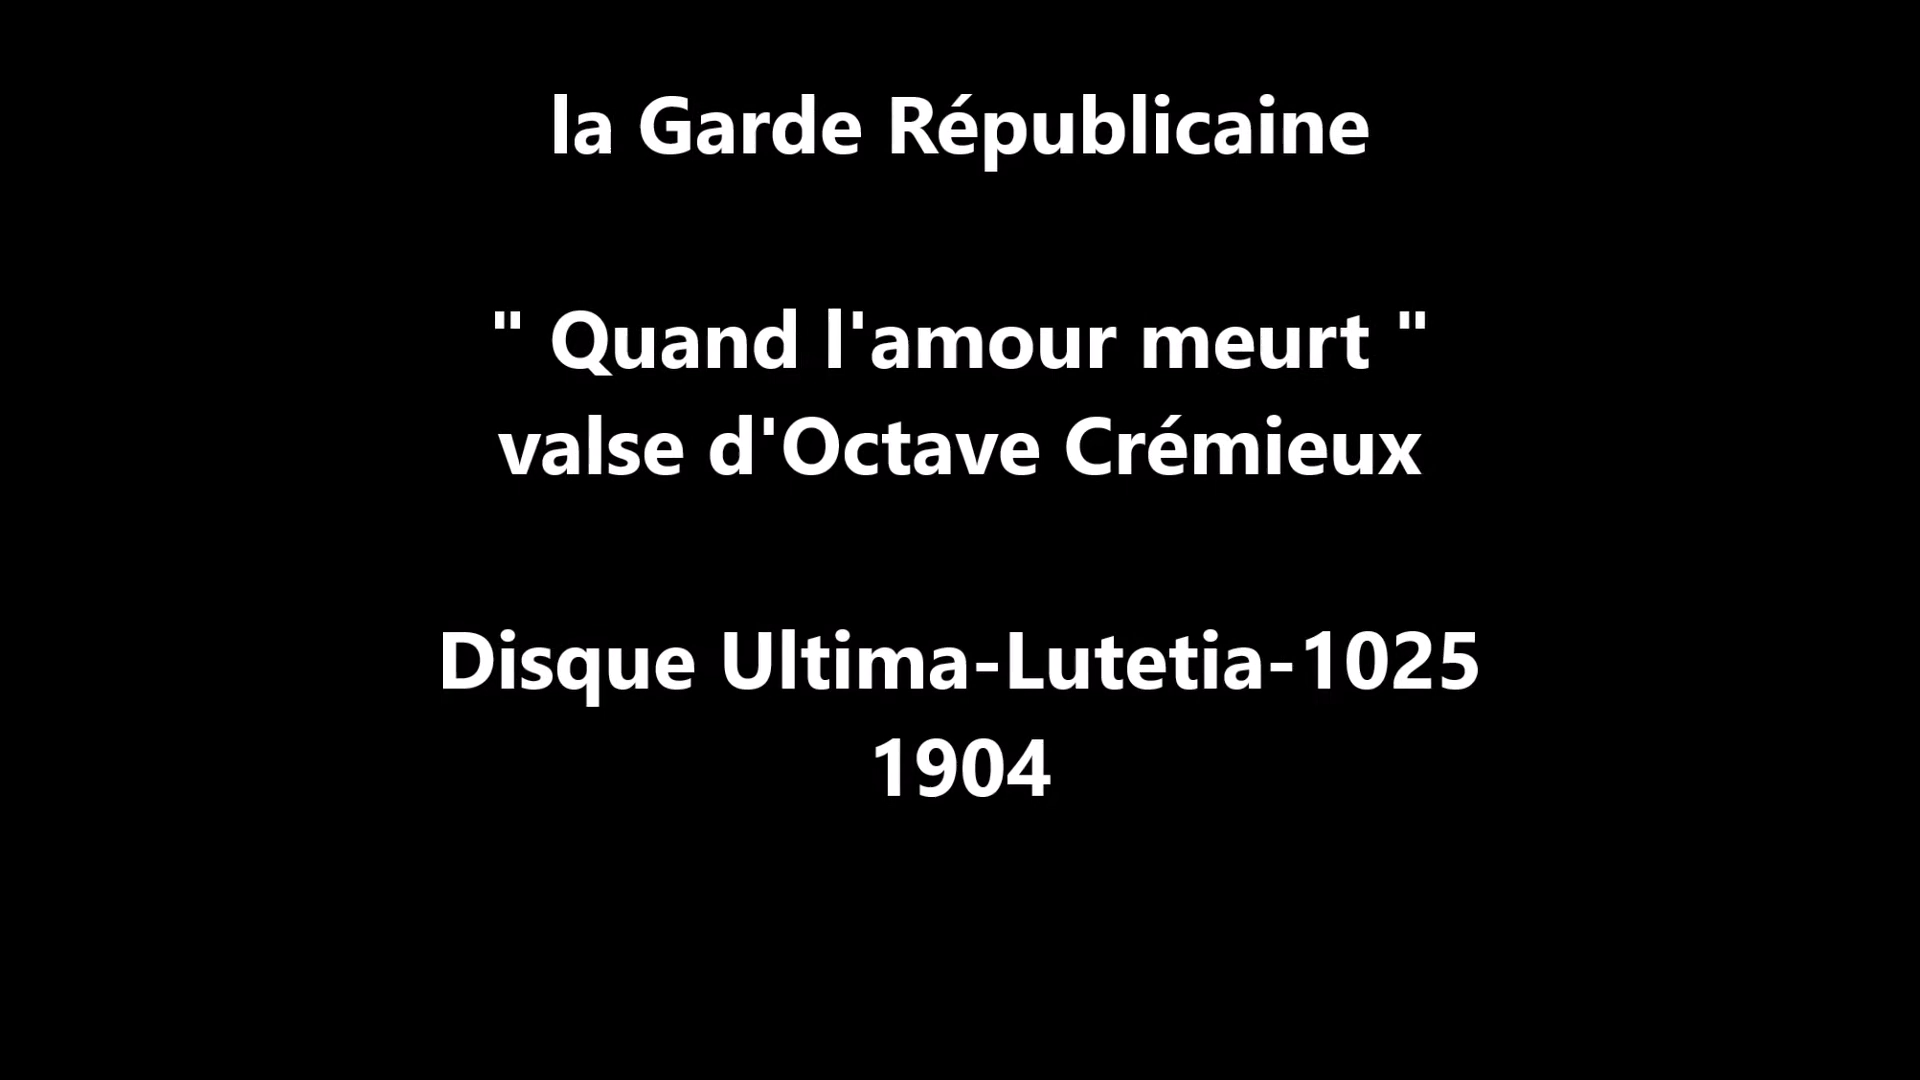 la Garde Républicaine
" Quand l'amour meurt "
valse d'Octave Crémieux
Disque Ultima-Lutetia-1025
1904